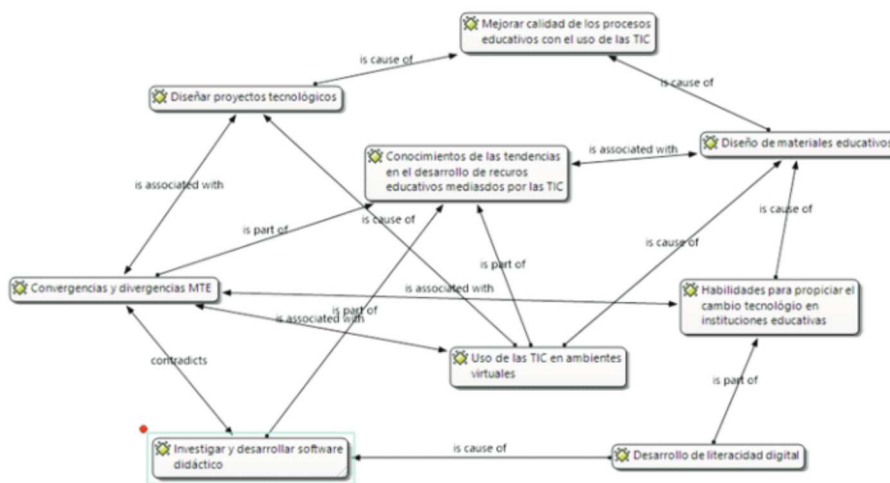 Mejorar calidad de los procesos
educativos con el uso de las TIC
is cause of
is cause of
Diseñar proyectos tecnológicos
Diseño de materiales educativos
is associated with
Conocimientos de las tendencias
en el desarrollo de recuros
educativos mediasdos por las TIC
is associated with
is cause of
is part of
is cause of
is cause of
is part of
Convergencias y divergencias MTE
is associated with
Habilidades para propiciar el
cambio tecnológio en
instituciones educativas
is part of
is associated with
Uso de las TIC en ambientes
virtuales
contradicts
is part of
Investigar y desarrollar software
didáctico
is cause of
Desarrollo de literacidad digital